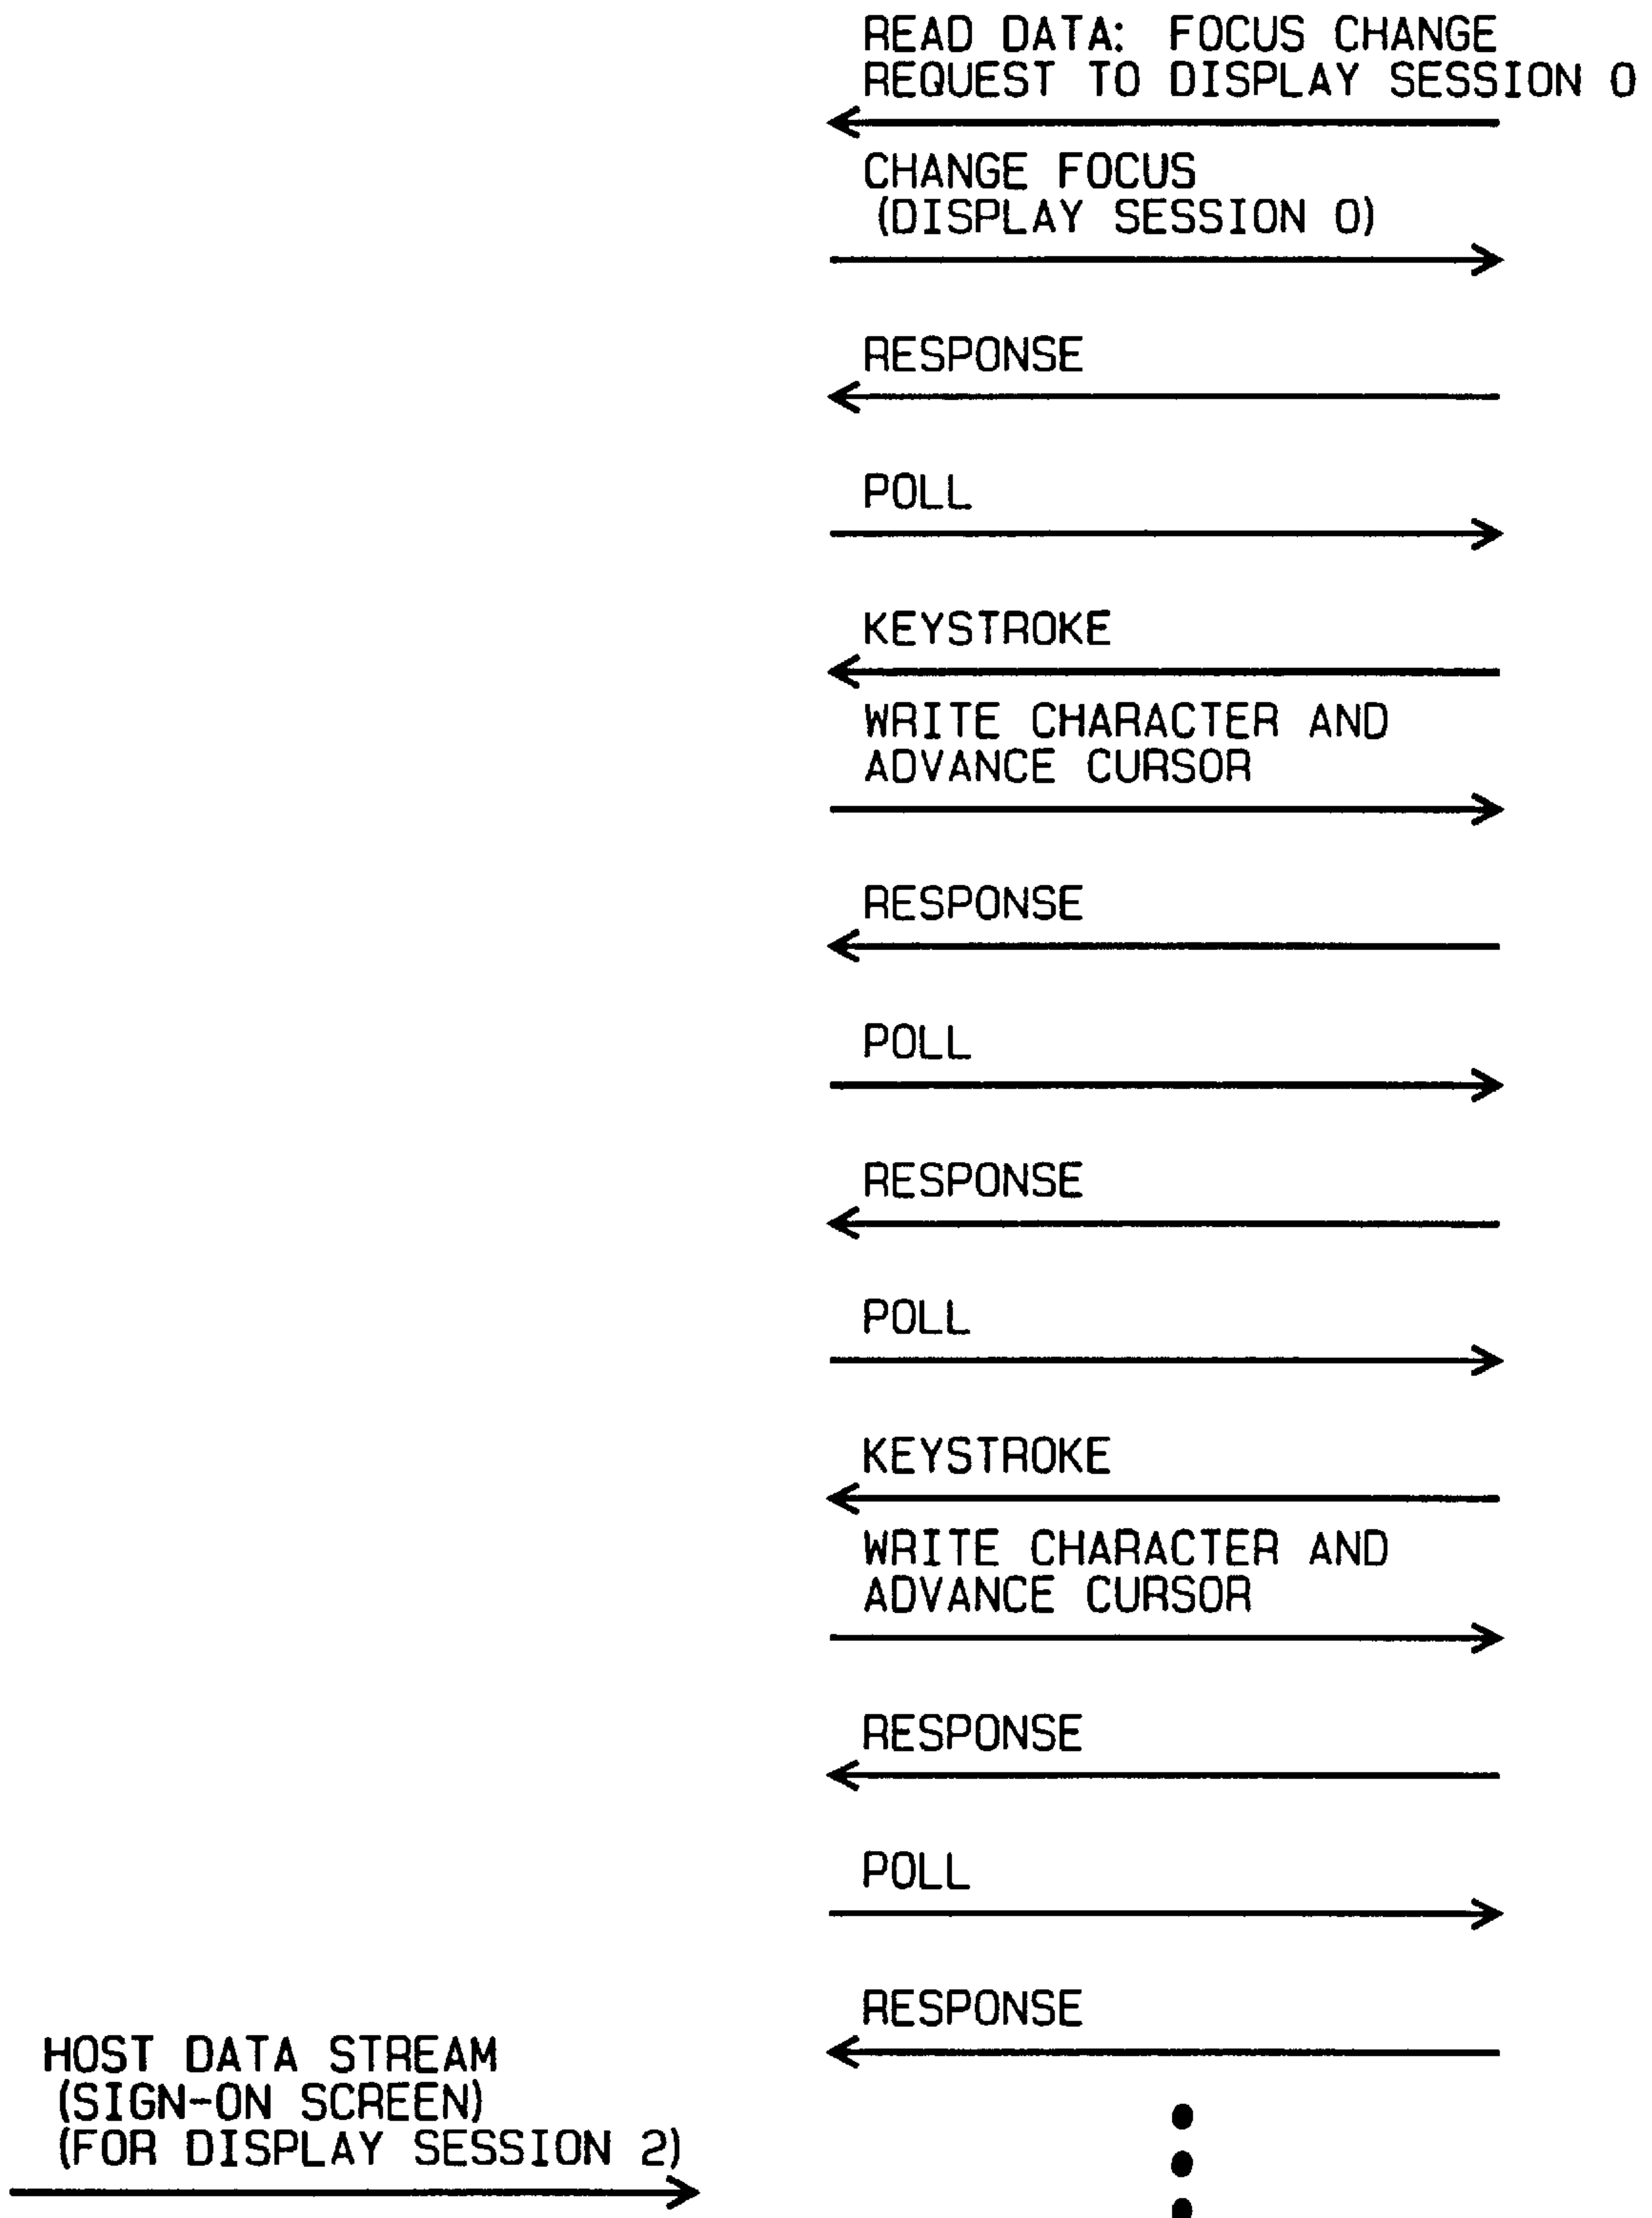 READ DATA: FOCUS CHANGE
REQUEST TO DISPLAY SESSION 0
CHANGE FOCUS
(DISPLAY SESSION 0)
RESPONSE
POLL
KEYSTROKE
WRITE CHARACTER AND
ADVANCE CURSOR
RESPONSE
POLL
RESPONSE
POLL
KEYSTROKE
WRITE CHARACTER AND
ADVANCE CURSOR
RESPONSE
POLL
RESPONSE
HOST DATA STREAM
(SIGN-ON SCREEN)
(FOR DISPLAY SESSION 2)